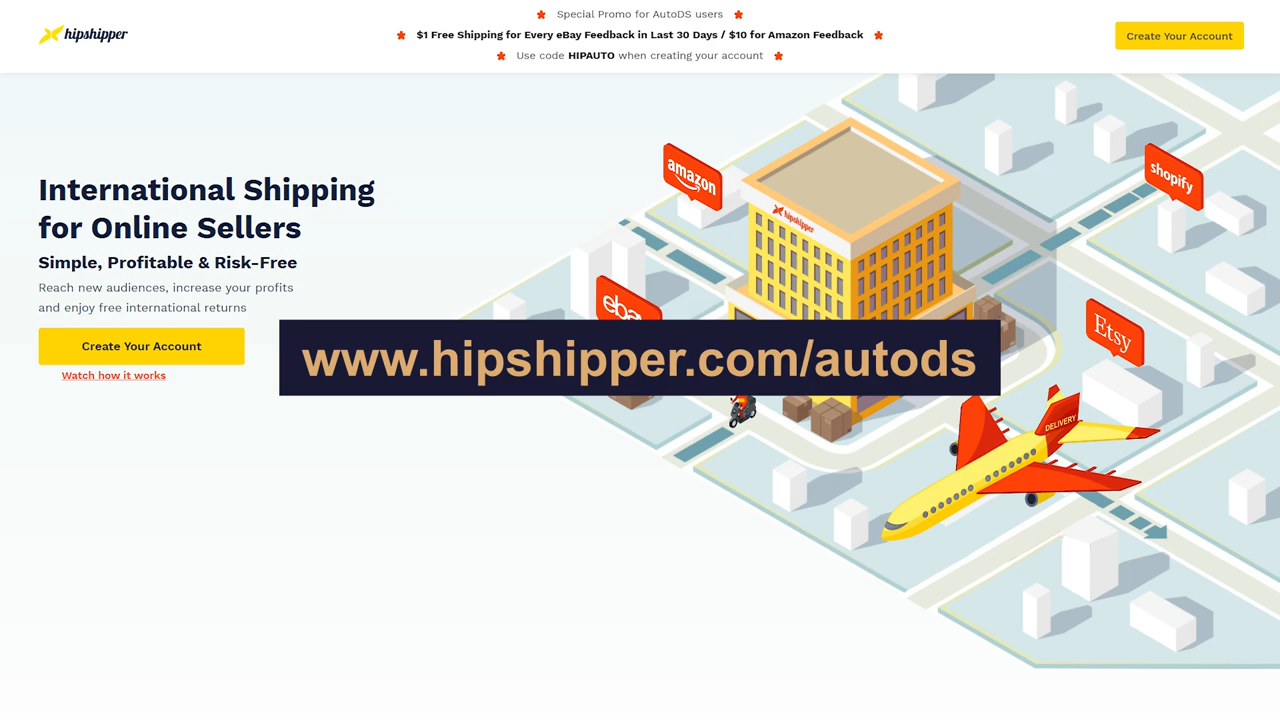 hipshipper
Special Promo for AutoDS users
$1 Free Shipping for Every eBay Feedback in Last 30 Days / $10 for Amazon Feedback
Use code HIPAUTO when creating your account
Create Your Account
International Shipping
for Online Sellers
Simple, Profitable & Risk-Free
Reach new audiences, increase your profits
and enjoy free international returns
Create Your Account
Watch how it works
amazon
shopify
hipshipper
ebay
Etsy
www.hipshipper.com/autods
DELIVERY